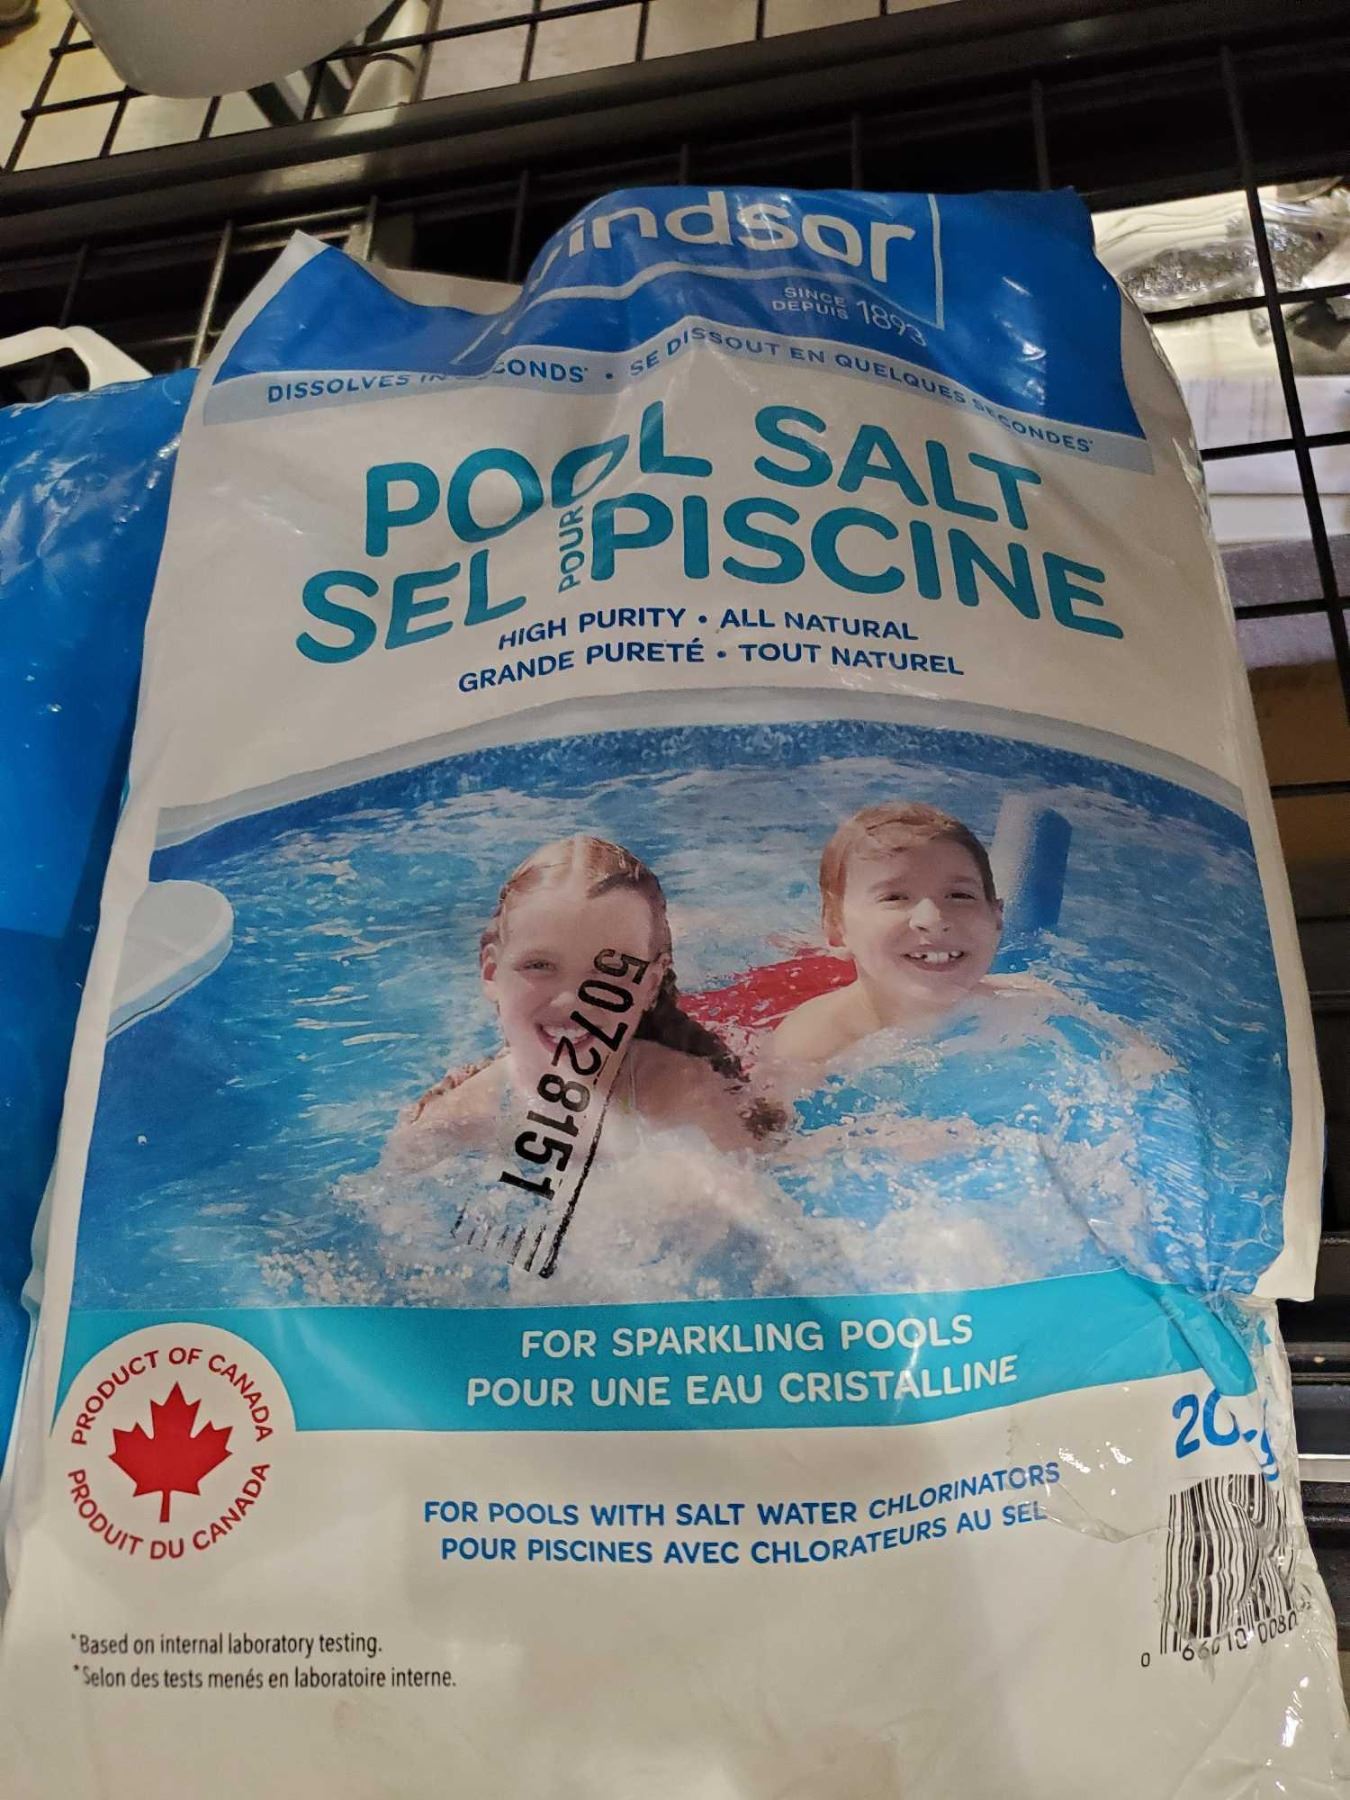 indsor
SINCE
DEPUIS 1893
DISSOLVES IN CONDS* • SE DISSOUT EN QUELQUES SECONDES*
POOL SALT
SEL POUR PISCINE
HIGH PURITY • ALL NATURAL
GRANDE PURETÉ • TOUT NATUREL
50728151
FOR SPARKLING POOLS
POUR UNE EAU CRISTALLINE
PRODUCT OF CANADA
PRODUIT DU CANADA
20
FOR POOLS WITH SALT WATER CHLORINATORS
POUR PISCINES AVEC CHLORATEURS AU SEL
*Based on internal laboratory testing.
*Selon des tests menés en laboratoire interne.